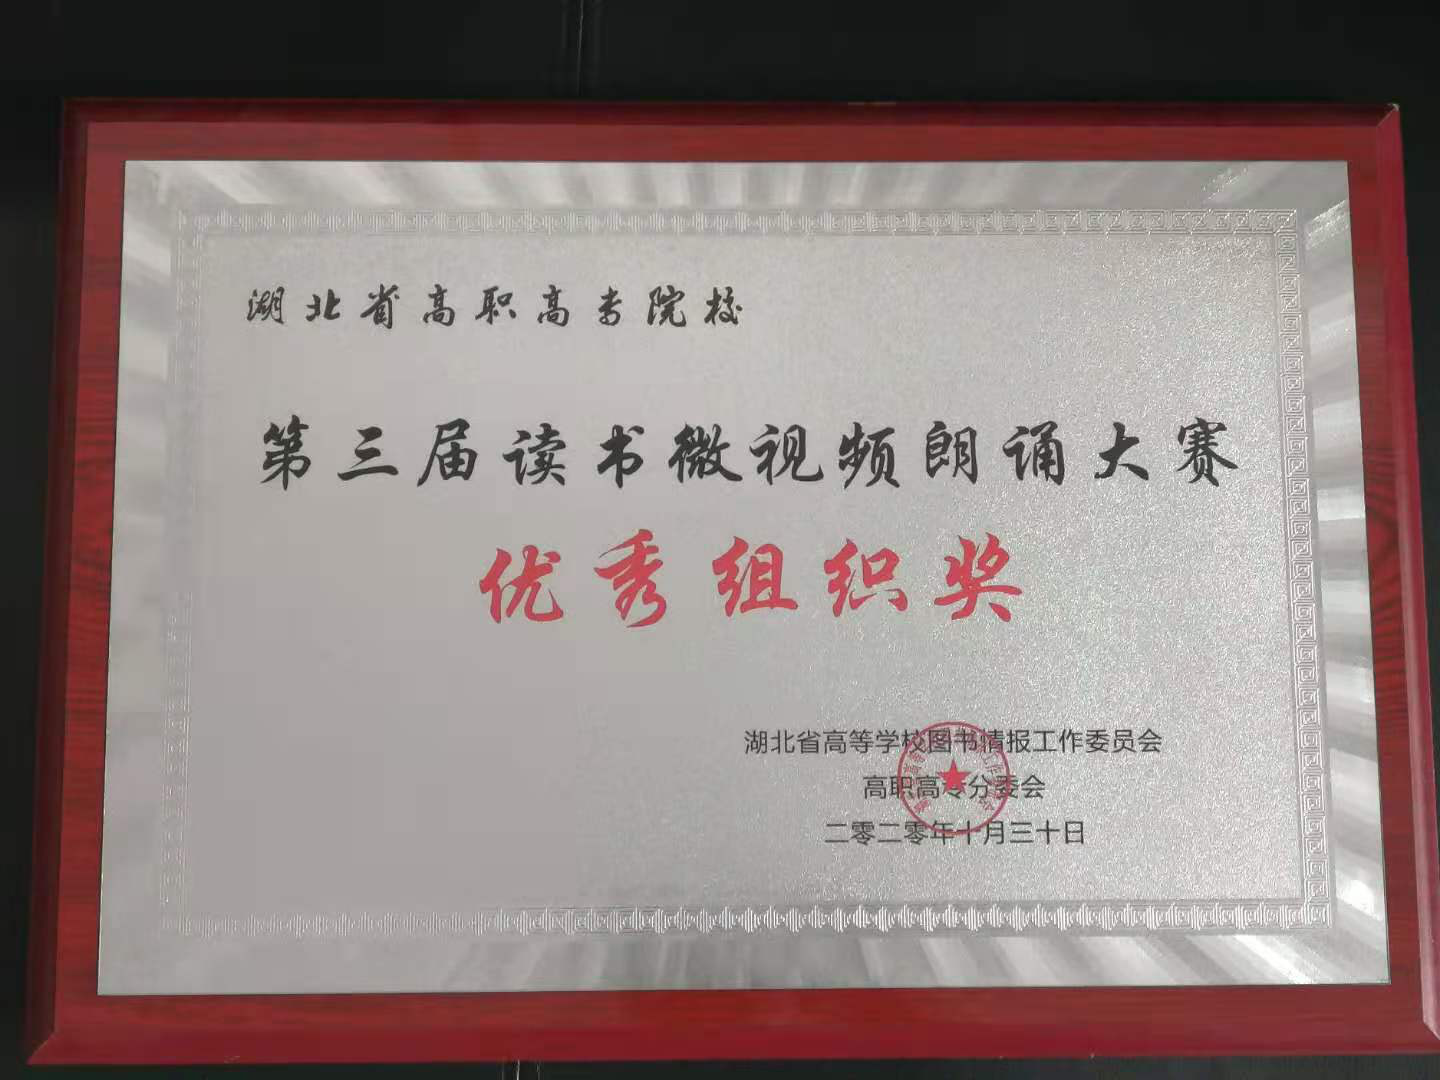 湖北省高职高专院校
第三届读书微视频朗诵大赛
优秀组织奖
湖北省高等学校图书情报工作委员会
高职高专分委会
二零二零年十月三十日